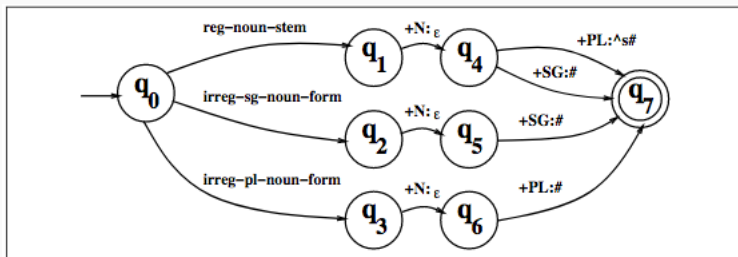 reg-noun-stem
+N:ε
+PL:^s#
q1
q4
+SG:#
q0
q7
irreg-sg-noun-form
+N:ε
+SG:#
q2
q5
irreg-pl-noun-form
+N:ε
+PL:#
q3
q6